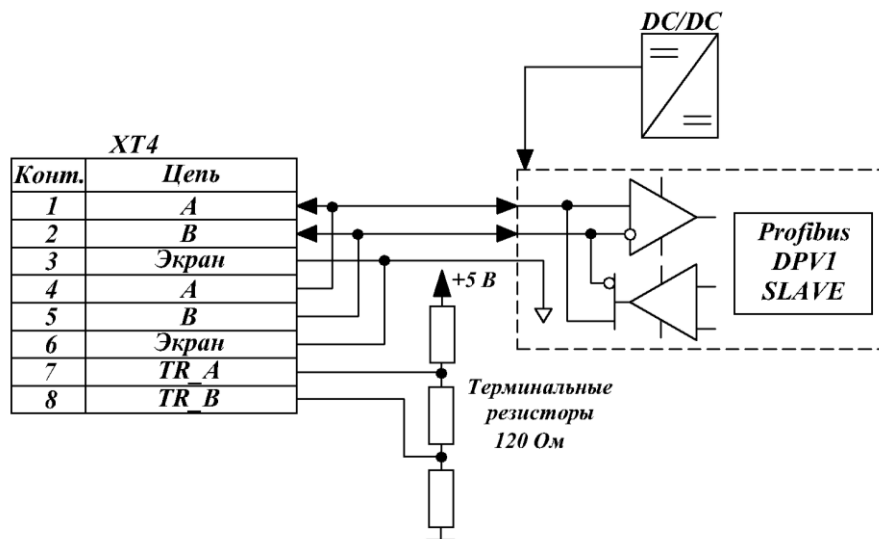 DC/DC
XT4
Конт. Цепь
1 A
2 B
3 Экран
4 A
5 B
6 Экран
7 TR_A
8 TR_B
+5 В
Терминальные
резисторы
120 Ом
Profibus
DPV1
SLAVE